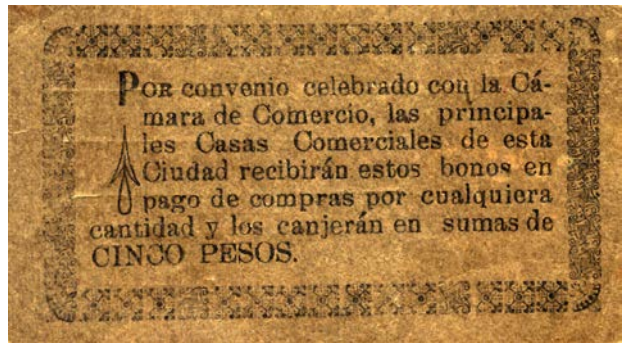 POR convenio celebrado con la Cá-
mara de Comercio, las principa-
les Casas Comerciales de esta
Ciudad recibirán estos bonos en
pago de compras por cualquiera
cantidad y los canjerán en sumas de
CINCO PESOS.